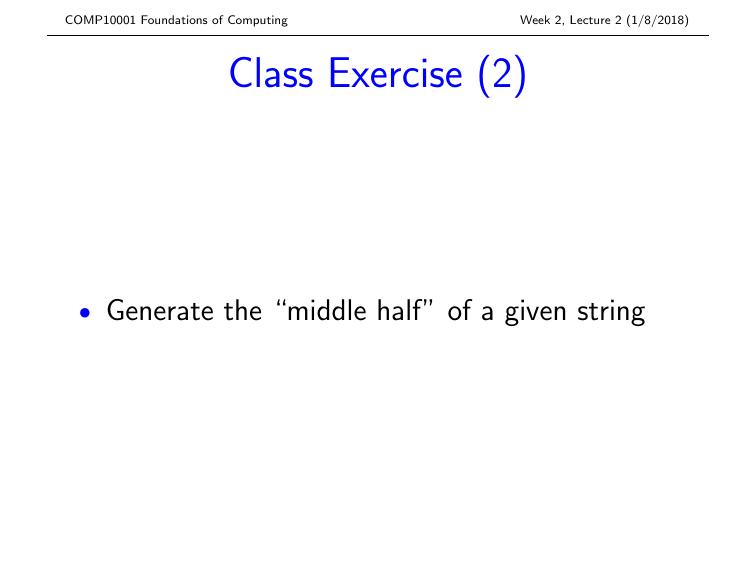 COMP10001 Foundations of Computing Week 2, Lecture 2 (1/8/2018)
Class Exercise (2)
• Generate the “middle half” of a given string